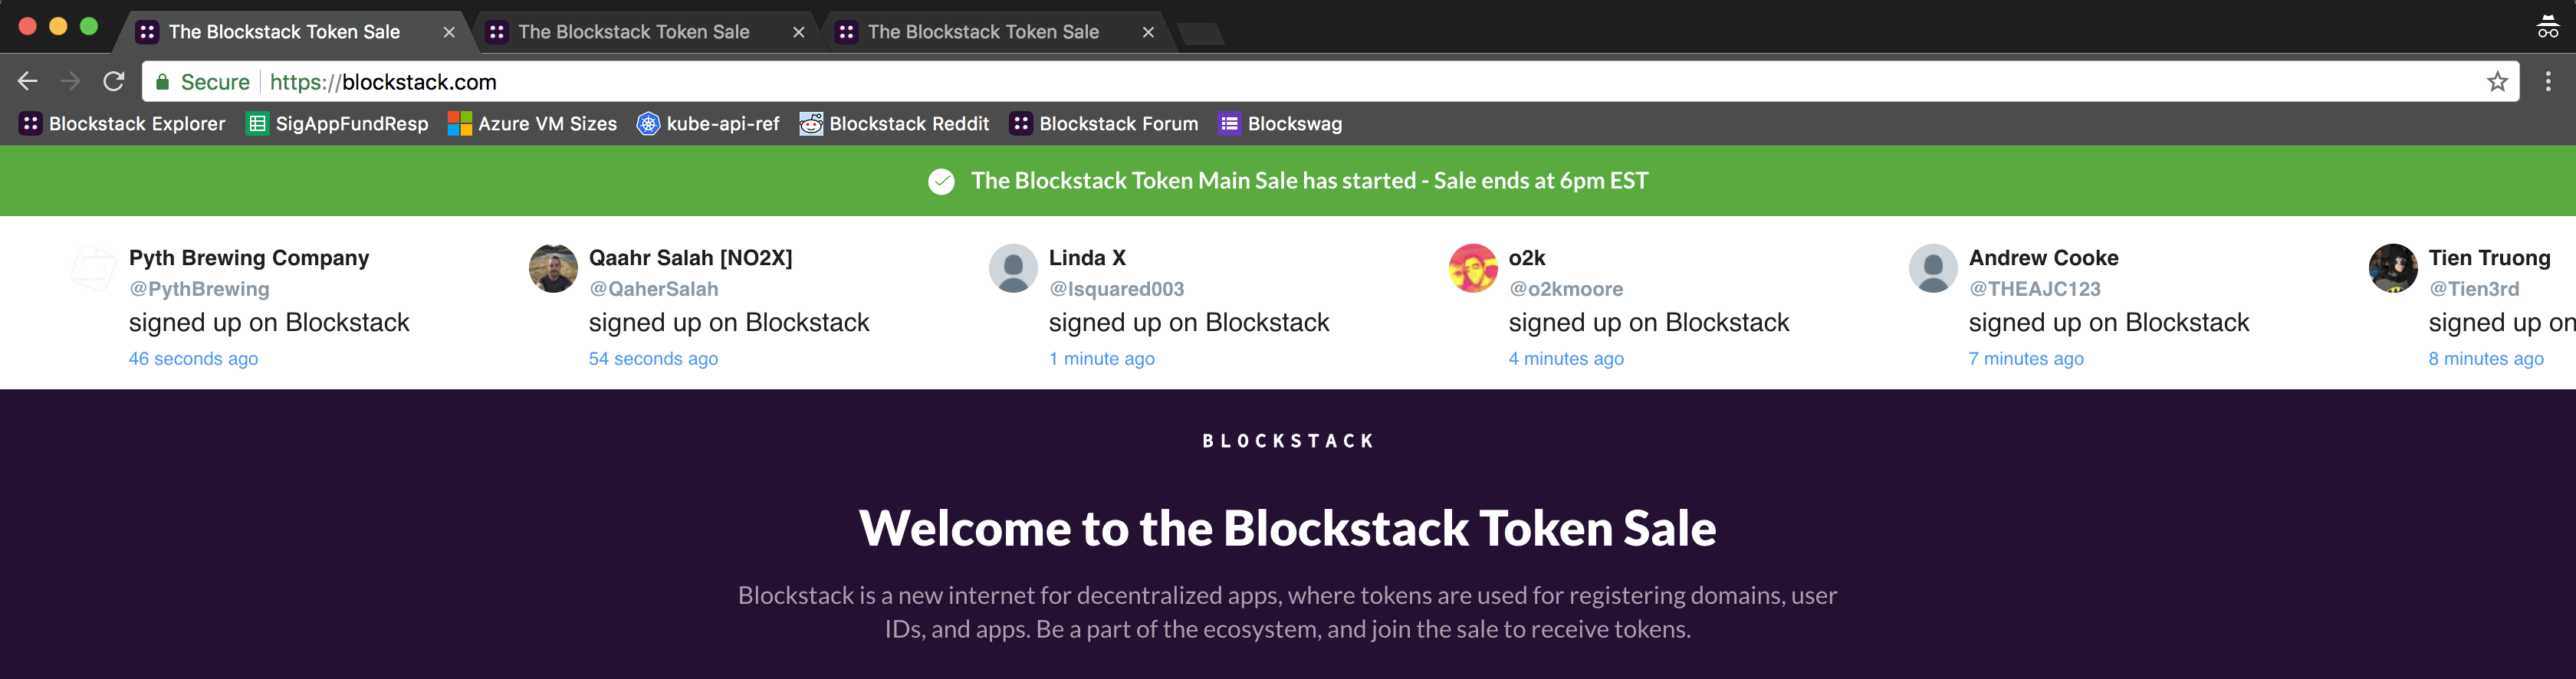 The Blockstack Token Sale
The Blockstack Token Sale
The Blockstack Token Sale
Secure https://blockstack.com
Blockstack Explorer SigAppFundResp Azure VM Sizes kube-api-ref Blockstack Reddit Blockstack Forum Blockswag
The Blockstack Token Main Sale has started - Sale ends at 6pm EST
Pyth Brewing Company
@PythBrewing
signed up on Blockstack
46 seconds ago
Qaahr Salah [NO2X]
@QaherSalah
signed up on Blockstack
54 seconds ago
Linda X
@lsquared003
signed up on Blockstack
1 minute ago
o2k
@o2kmoore
signed up on Blockstack
4 minutes ago
Andrew Cooke
@THEAJC123
signed up on Blockstack
7 minutes ago
Tien Truong
@Tien3rd
signed up on
8 minutes ago
BLOCKSTACK
Welcome to the Blockstack Token Sale
Blockstack is a new internet for decentralized apps, where tokens are used for registering domains, user
IDs, and apps. Be a part of the ecosystem, and join the sale to receive tokens.